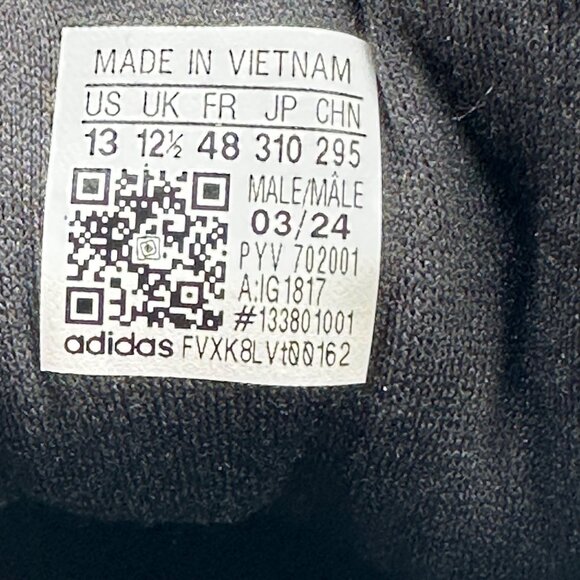 MADE IN VIETNAM
US UK FR JP CHN
13 12½ 48 310 295
MALE/MÂLE
03/24
PYV 702001
A:IG1817
#133801001
adidas FVXK8LVt00162